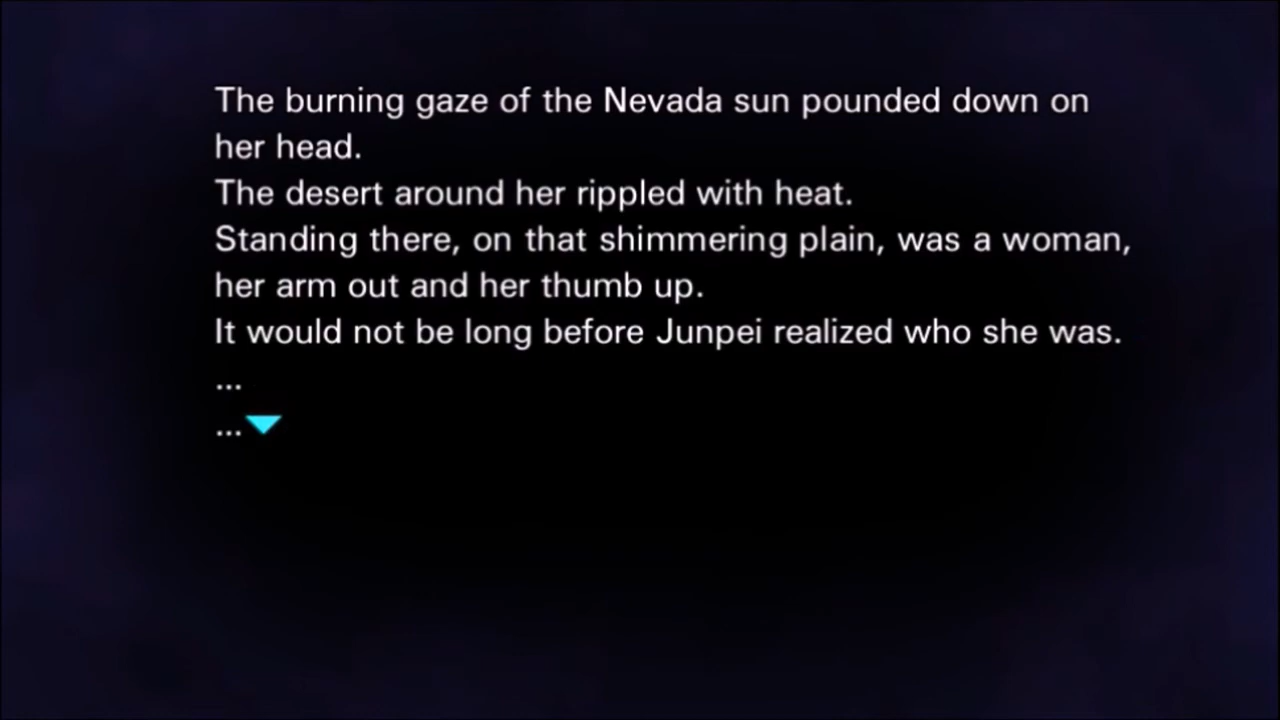 The burning gaze of the Nevada sun pounded down on
her head.
The desert around her rippled with heat.
Standing there, on that shimmering plain, was a woman,
her arm out and her thumb up.
It would not be long before Junpei realized who she was.
...
...